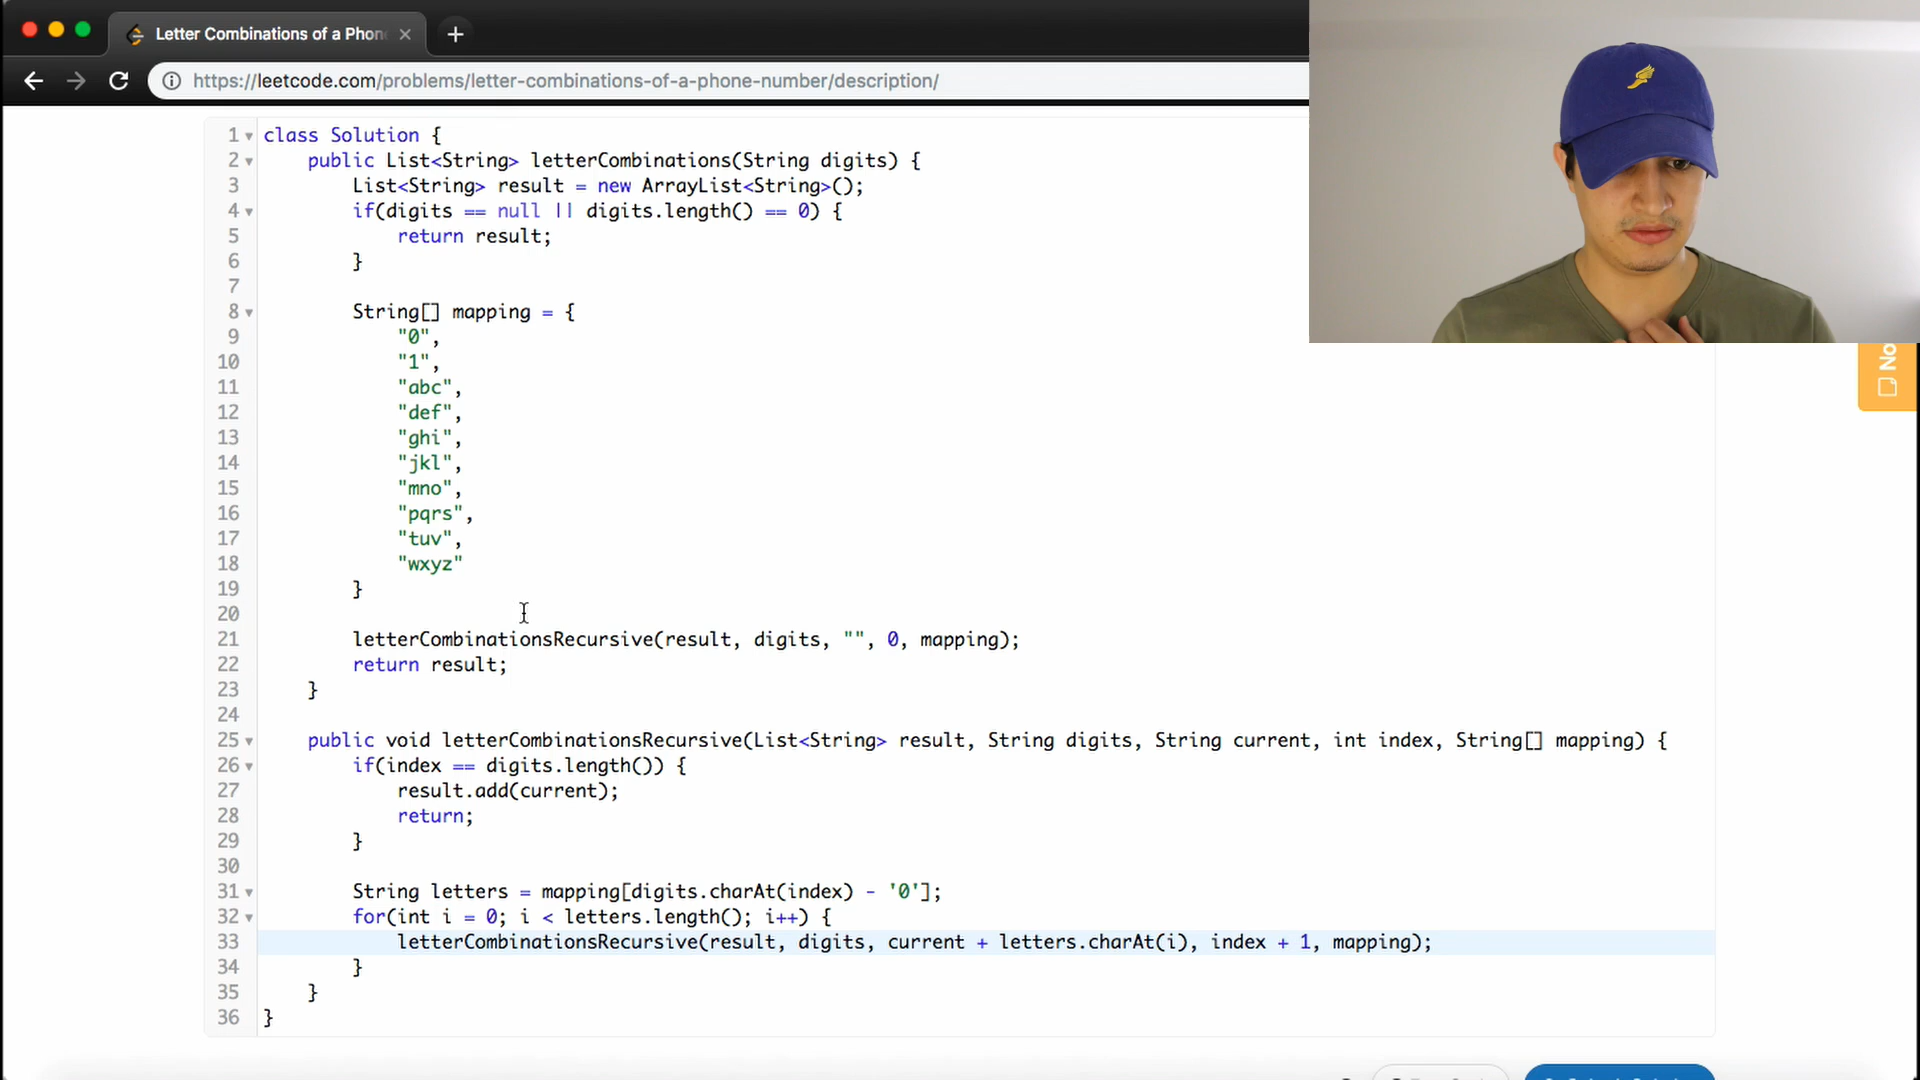 Letter Combinations of a Phon
https://leetcode.com/problems/letter-combinations-of-a-phone-number/description/
1 class Solution {
2 public List<String> letterCombinations(String digits) {
3 List<String> result = new ArrayList<String>();
4 if(digits == null || digits.length() == 0) {
5 return result;
6 }
7
8 String[] mapping = {
9 "0",
10 "1",
11 "abc",
12 "def",
13 "ghi",
14 "jkl",
15 "mno",
16 "pqrs",
17 "tuv",
18 "wxyz"
19 }
20
21 letterCombinationsRecursive(result, digits, "", 0, mapping);
22 return result;
23 }
24
25 public void letterCombinationsRecursive(List<String> result, String digits, String current, int index, String[] mapping) {
26 if(index == digits.length()) {
27 result.add(current);
28 return;
29 }
30
31 String letters = mapping[digits.charAt(index) - '0'];
32 for(int i = 0; i < letters.length(); i++) {
33 letterCombinationsRecursive(result, digits, current + letters.charAt(i), index + 1, mapping);
34 }
35 }
36 }
No